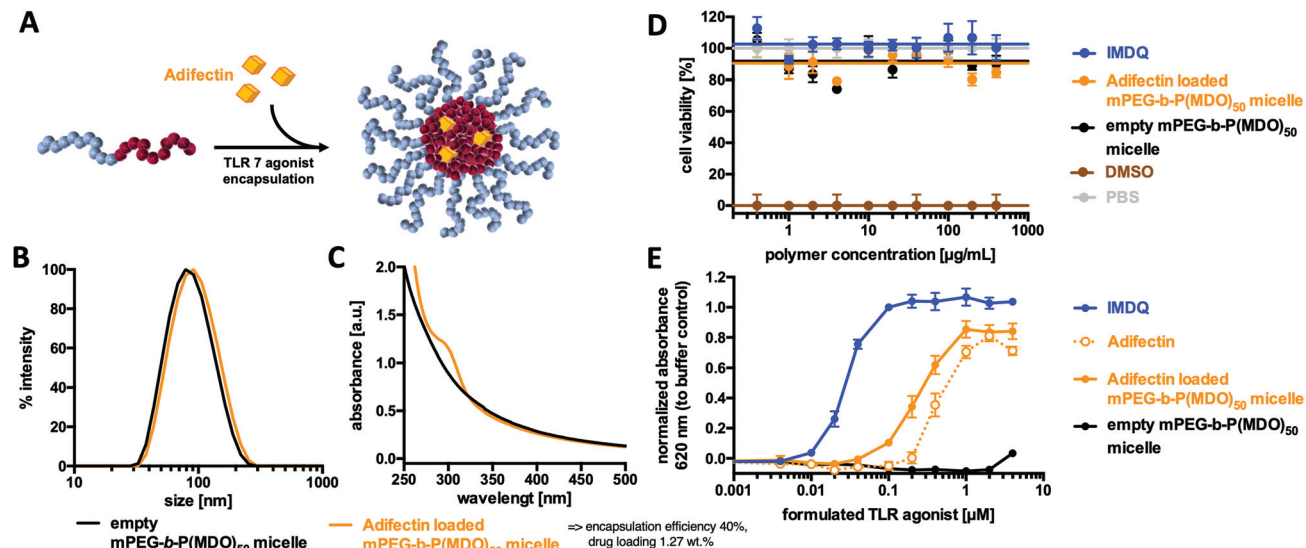 A
Adifectin
TLR 7 agonist
encapsulation
B
100
80
60
40
20
0
% intensity
10
100
1000
size [nm]
C
2.0
1.5
1.0
0.5
0.0
absorbance [a.u.]
250
300
350
400
450
500
wavelengt [nm]
empty
mPEG-b-P(MDO)50 micelle
Adifectin loaded
mPEG-b-P(MDO) micelle
=> encapsulation efficiency 40%,
drug loading 1.27 wt.%
D
120
100
80
60
40
20
0
cell viability [%]
1
10
100
1000
polymer concentration [µg/mL]
IMDQ
Adifectin loaded
mPEG-b-P(MDO)50 micelle
empty mPEG-b-P(MDO)50
micelle
DMSO
PBS
E
1.2
1.0
0.8
0.6
0.4
0.2
0.0
normalized absorbance
620 nm (to buffer control)
0.001
0.01
0.1
1
10
formulated TLR agonist [µM]
IMDQ
Adifectin
Adifectin loaded
mPEG-b-P(MDO)50 micelle
empty mPEG-b-P(MDO)50
micelle